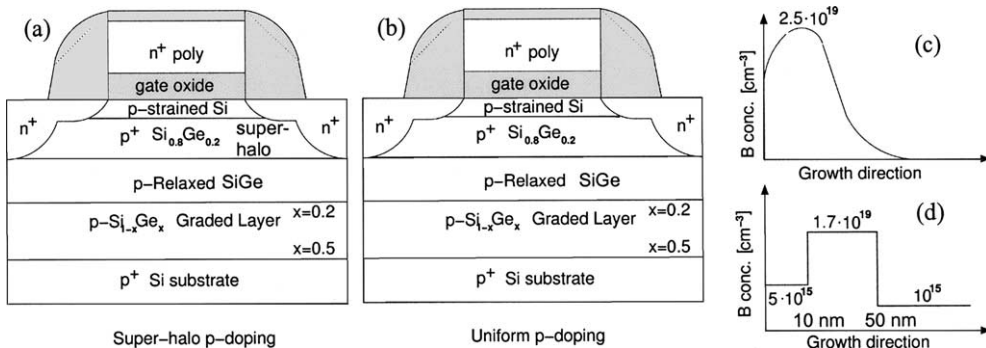 (a)
n⁺ poly
gate oxide
p-strained Si
n⁺
n⁺
p⁺ Si₀.₈Ge₀.₂
super-
halo
p-Relaxed SiGe
p-Si₁₋ₓGeₓ Graded Layer
x=0.2
x=0.5
p⁺ Si substrate
Super-halo p-doping
(b)
n⁺ poly
gate oxide
p-strained Si
n⁺
n⁺
p⁺ Si₀.₈Ge₀.₂
p-Relaxed SiGe
p-Si₁₋ₓGeₓ Graded Layer
x=0.2
x=0.5
p⁺ Si substrate
Uniform p-doping
(c)
2.5·10¹⁹
B conc. [cm⁻³]
Growth direction
(d)
1.7·10¹⁹
B conc. [cm⁻³]
5·10¹⁵
10¹⁵
10 nm
50 nm
Growth direction